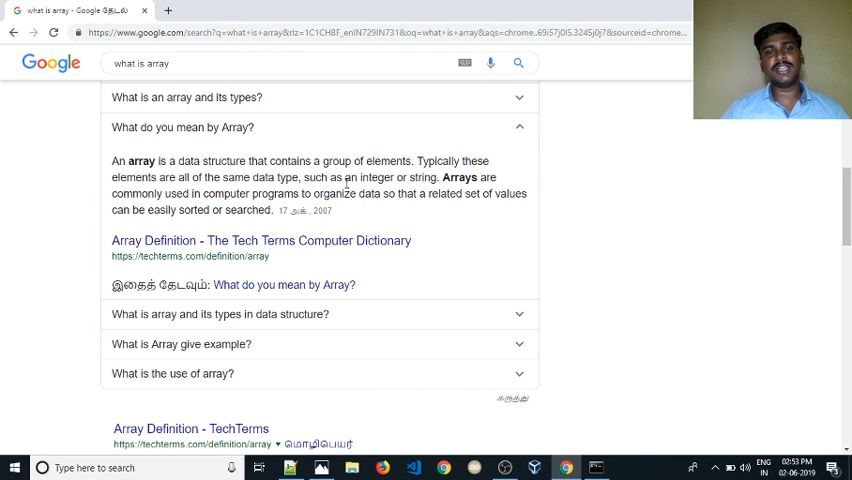 what is array - Google தேடல்
https://www.google.com/search?q=what+is+array&rlz=1C1CHBF_enIN729IN731&oq=what+is+array&aqs=chrome..69i57j0l5.3245j0j7&sourceid=chrome...
Google
what is array
What is an array and its types?
What do you mean by Array?
An array is a data structure that contains a group of elements. Typically these
elements are all of the same data type, such as an integer or string. Arrays are
commonly used in computer programs to organize data so that a related set of values
can be easily sorted or searched. 17 அக்., 2007
Array Definition - The Tech Terms Computer Dictionary
https://techterms.com/definition/array
இதைத் தேடவும்: What do you mean by Array?
What is array and its types in data structure?
What is Array give example?
What is the use of array?
கருத்து
Array Definition - TechTerms
https://techterms.com/definition/array மொழிபெயர்
Type here to search
ENG
IN
02:53 PM
02-06-2019
3